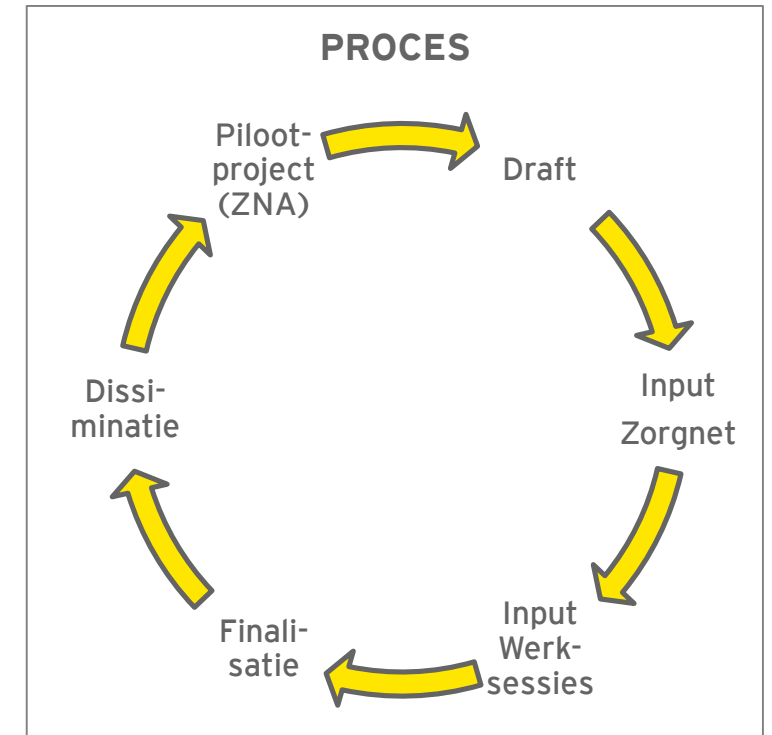 PROCES
Piloot-
project
(ZNA)
Draft
Input
Zorgnet
Input
Werk-
sessies
Finali-
satie
Dissi-
minatie